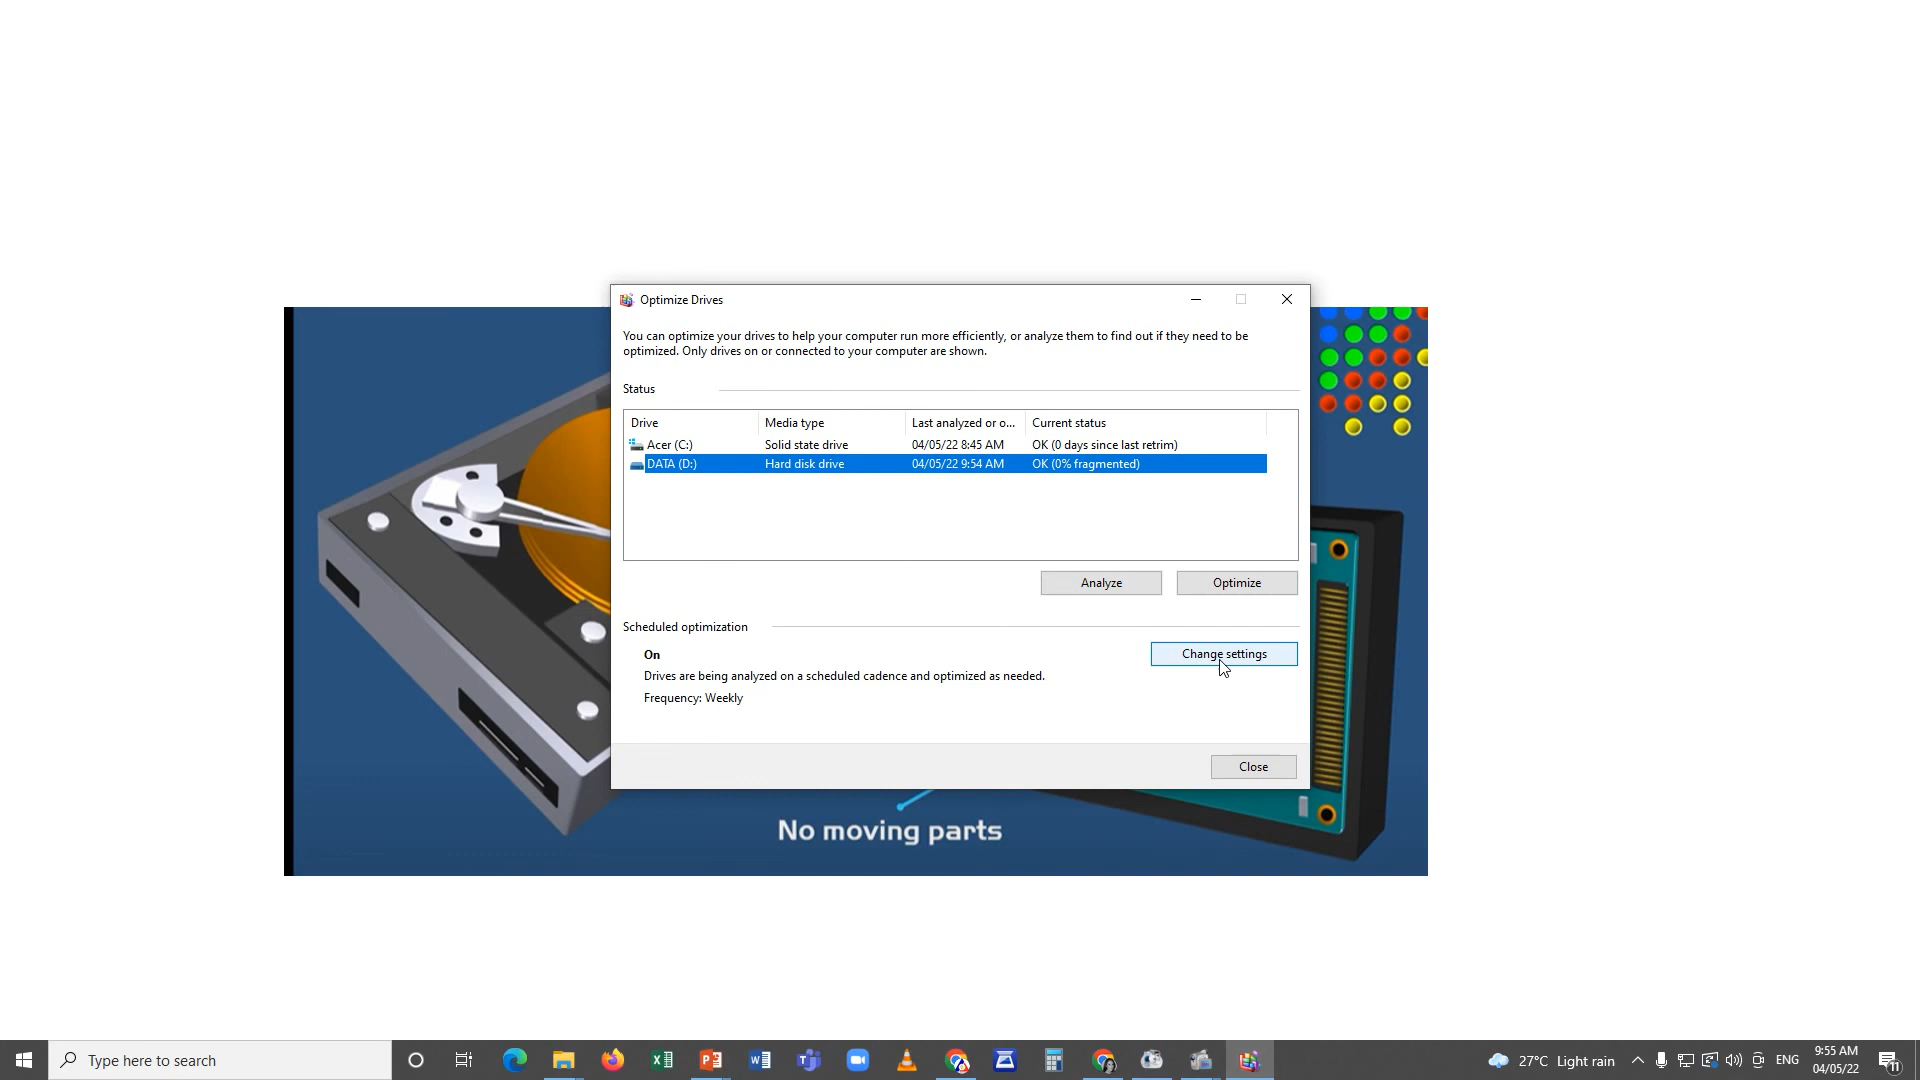 Optimize Drives
You can optimize your drives to help your computer run more efficiently, or analyze them to find out if they need to be
optimized. Only drives on or connected to your computer are shown.
Status
Drive Media type Last analyzed or o... Current status
Acer (C:) Solid state drive 04/05/22 8:45 AM OK (0 days since last retrim)
DATA (D:) Hard disk drive 04/05/22 9:54 AM OK (0% fragmented)
Analyze Optimize
Scheduled optimization
On
Change settings
Drives are being analyzed on a scheduled cadence and optimized as needed.
Frequency: Weekly
Close
No moving parts
Type here to search
27°C Light rain
ENG
9:55 AM
04/05/22
11